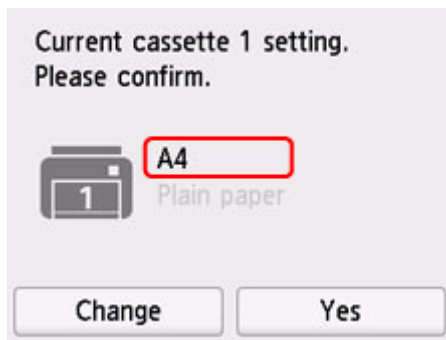 Current cassette 1 setting.
Please confirm.
A4
1
Plain paper
Change
Yes